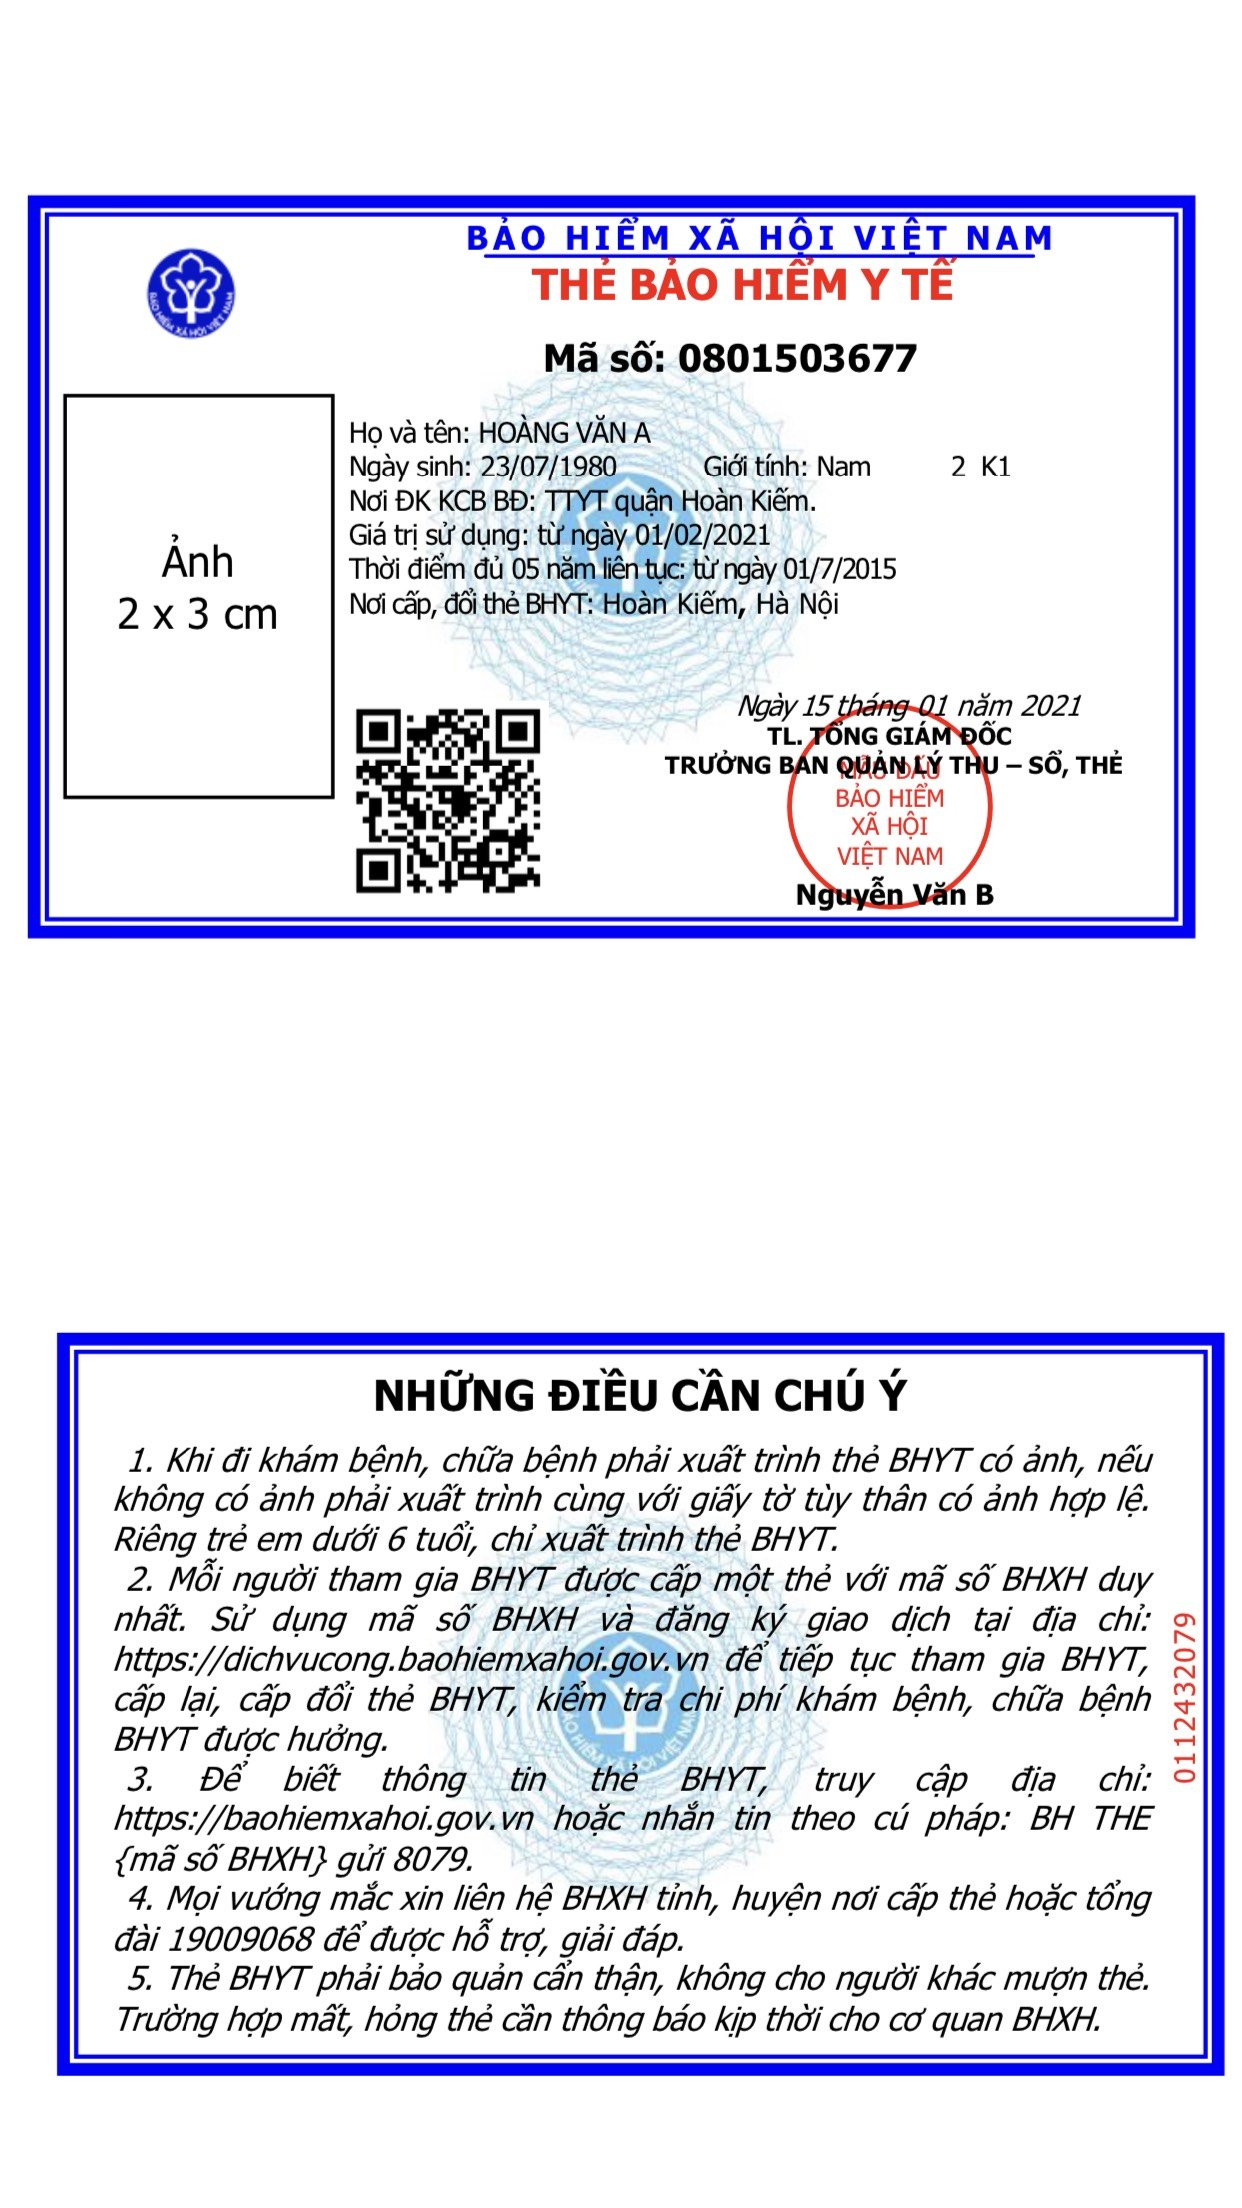 BẢO HIỂM XÃ HỘI VIỆT NAM
THẺ BẢO HIỂM Y TẾ
BẢO HIỂM XÃ HỘI VIỆT NAM
Mã số: 0801503677
Ảnh
2 x 3 cm
Họ và tên: HOÀNG VĂN A
Ngày sinh: 23/07/1980 Giới tính: Nam 2 K1
Nơi ĐK KCB BĐ: TTYT quận Hoàn Kiếm.
Giá trị sử dụng: từ ngày 01/02/2021
Thời điểm đủ 05 năm liên tục: từ ngày 01/7/2015
Nơi cấp, đổi thẻ BHYT: Hoàn Kiếm, Hà Nội
Ngày 15 tháng 01 năm 2021
TL. TỔNG GIÁM ĐỐC
TRƯỞNG BAN QUẢN LÝ THU – SỔ, THẺ
MẪU DẤU
BẢO HIỂM
XÃ HỘI
VIỆT NAM
Nguyễn Văn B
NHỮNG ĐIỀU CẦN CHÚ Ý
1. Khi đi khám bệnh, chữa bệnh phải xuất trình thẻ BHYT có ảnh, nếu
không có ảnh phải xuất trình cùng với giấy tờ tùy thân có ảnh hợp lệ.
Riêng trẻ em dưới 6 tuổi, chỉ xuất trình thẻ BHYT.
2. Mỗi người tham gia BHYT được cấp một thẻ với mã số BHXH duy
nhất. Sử dụng mã số BHXH và đăng ký giao dịch tại địa chỉ:
https://dichvucong.baohiemxahoi.gov.vn để tiếp tục tham gia BHYT,
cấp lại, cấp đổi thẻ BHYT, kiểm tra chi phí khám bệnh, chữa bệnh
BHYT được hưởng.
3. Để biết thông tin thẻ BHYT, truy cập địa chỉ:
https://baohiemxahoi.gov.vn hoặc nhắn tin theo cú pháp: BH THE
{mã số BHXH} gửi 8079.
4. Mọi vướng mắc xin liên hệ BHXH tỉnh, huyện nơi cấp thẻ hoặc tổng
đài 19009068 để được hỗ trợ, giải đáp.
5. Thẻ BHYT phải bảo quản cẩn thận, không cho người khác mượn thẻ.
Trường hợp mất, hỏng thẻ cần thông báo kịp thời cho cơ quan BHXH.
BẢO HIỂM XÃ HỘI VIỆT NAM
0112432079